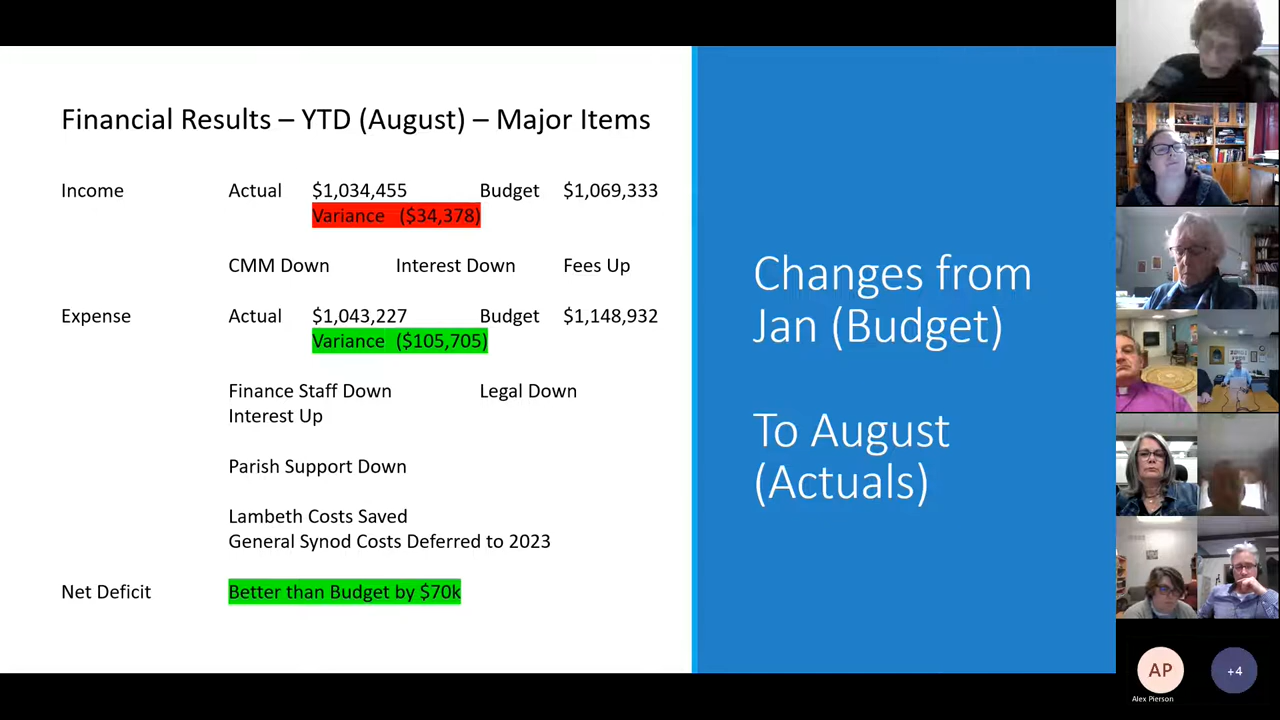 Financial Results – YTD (August) – Major Items
Income Actual $1,034,455 Budget $1,069,333
Variance ($34,378)
CMM Down Interest Down Fees Up
Expense Actual $1,043,227 Budget $1,148,932
Variance ($105,705)
Finance Staff Down Legal Down
Interest Up
Parish Support Down
Lambeth Costs Saved
General Synod Costs Deferred to 2023
Net Deficit Better than Budget by $70k
Changes from
Jan (Budget)
To August
(Actuals)
AP
+4
Alex Pierson